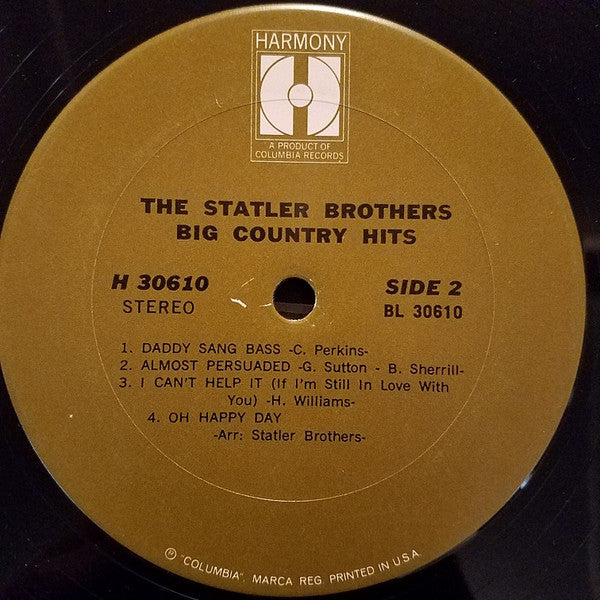 HARMONY
A PRODUCT OF
COLUMBIA RECORDS
THE STATLER BROTHERS
BIG COUNTRY HITS
H 30610
STEREO
SIDE 2
BL 30610
1. DADDY SANG BASS -C. Perkins-
2. ALMOST PERSUADED -G. Sutton - B. Sherrill-
3. I CAN'T HELP IT (If I'm Still In Love With
You) -H. Williams-
4. OH HAPPY DAY
-Arr: Statler Brothers-
℗ "COLUMBIA", MARCA REG. PRINTED IN U.S.A.